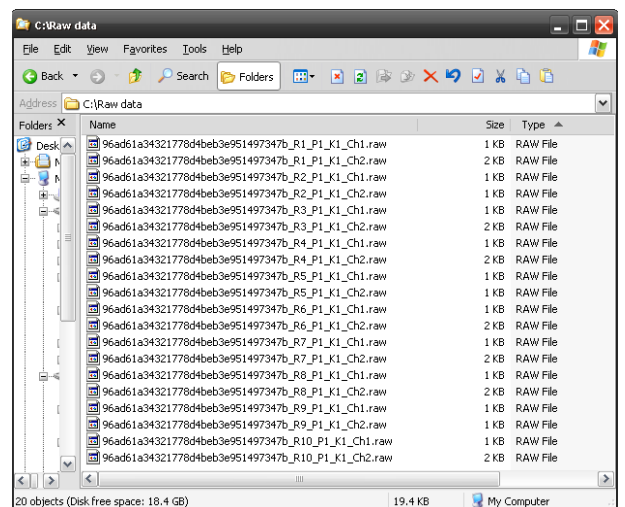 C:\Raw data
File Edit View Favorites Tools Help
Back Search Folders
Address C:\Raw data
Folders Name Size Type
Desk 96ad61a34321778d4beb3e951497347b_R1_P1_K1_Ch1.raw 1 KB RAW File
96ad61a34321778d4beb3e951497347b_R1_P1_K1_Ch2.raw 2 KB RAW File
96ad61a34321778d4beb3e951497347b_R2_P1_K1_Ch1.raw 1 KB RAW File
96ad61a34321778d4beb3e951497347b_R2_P1_K1_Ch2.raw 1 KB RAW File
96ad61a34321778d4beb3e951497347b_R3_P1_K1_Ch1.raw 1 KB RAW File
96ad61a34321778d4beb3e951497347b_R3_P1_K1_Ch2.raw 2 KB RAW File
96ad61a34321778d4beb3e951497347b_R4_P1_K1_Ch1.raw 1 KB RAW File
96ad61a34321778d4beb3e951497347b_R4_P1_K1_Ch2.raw 2 KB RAW File
96ad61a34321778d4beb3e951497347b_R5_P1_K1_Ch1.raw 1 KB RAW File
96ad61a34321778d4beb3e951497347b_R5_P1_K1_Ch2.raw 1 KB RAW File
96ad61a34321778d4beb3e951497347b_R6_P1_K1_Ch1.raw 1 KB RAW File
96ad61a34321778d4beb3e951497347b_R6_P1_K1_Ch2.raw 2 KB RAW File
96ad61a34321778d4beb3e951497347b_R7_P1_K1_Ch1.raw 1 KB RAW File
96ad61a34321778d4beb3e951497347b_R7_P1_K1_Ch2.raw 2 KB RAW File
96ad61a34321778d4beb3e951497347b_R8_P1_K1_Ch1.raw 1 KB RAW File
96ad61a34321778d4beb3e951497347b_R8_P1_K1_Ch2.raw 2 KB RAW File
96ad61a34321778d4beb3e951497347b_R9_P1_K1_Ch1.raw 1 KB RAW File
96ad61a34321778d4beb3e951497347b_R9_P1_K1_Ch2.raw 1 KB RAW File
96ad61a34321778d4beb3e951497347b_R10_P1_K1_Ch1.raw 1 KB RAW File
96ad61a34321778d4beb3e951497347b_R10_P1_K1_Ch2.raw 2 KB RAW File
20 objects (Disk free space: 18.4 GB) 19.4 KB My Computer